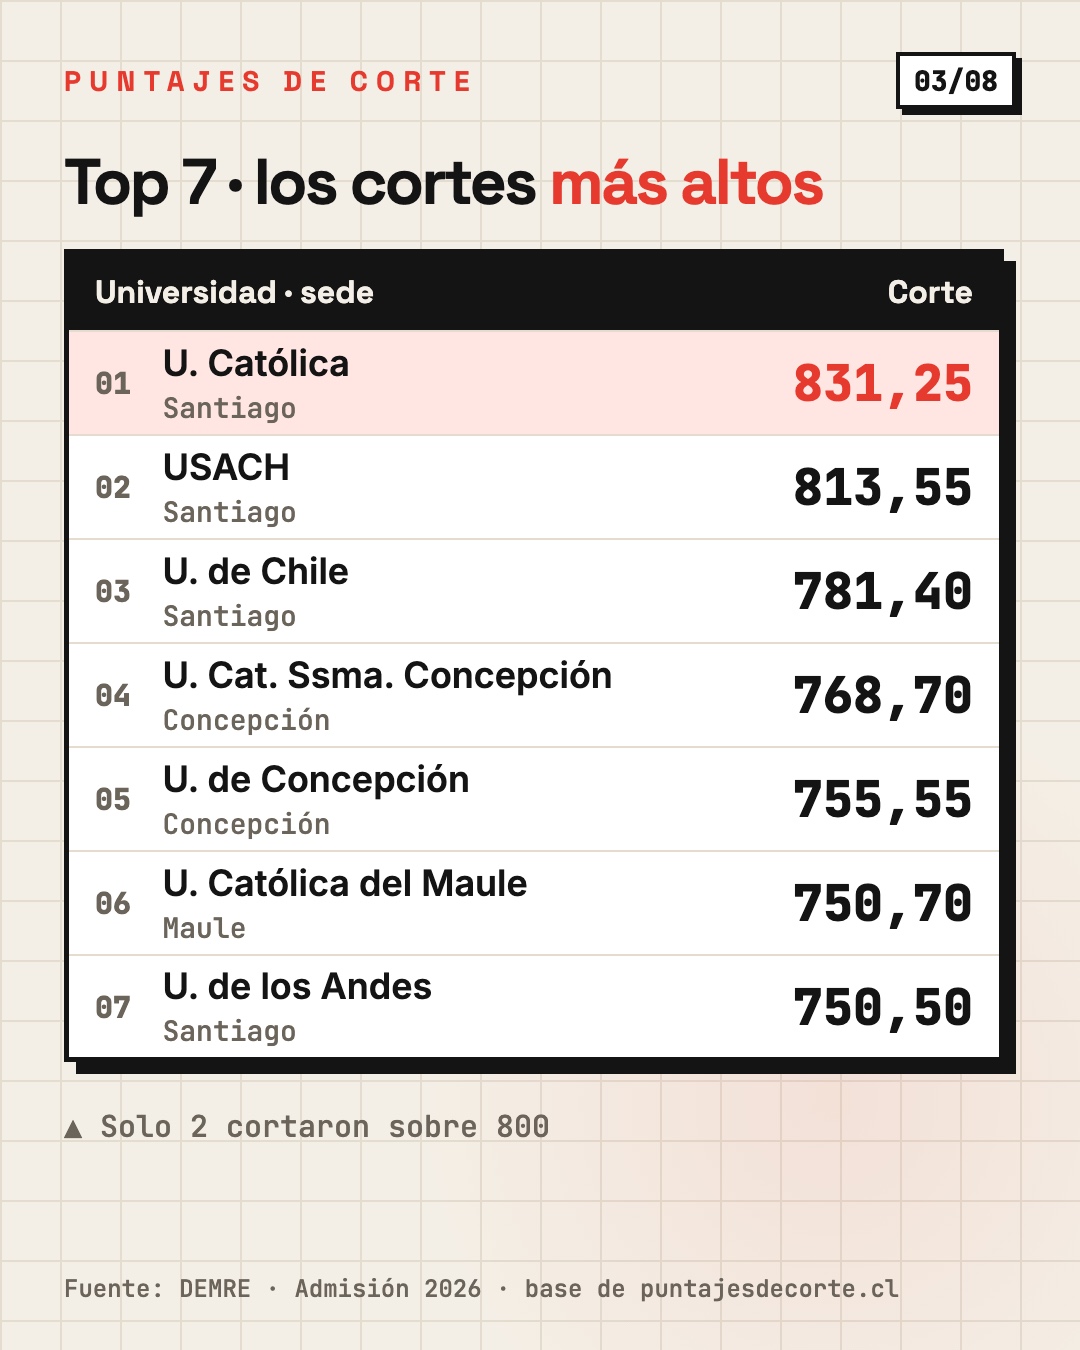 PUNTAJES DE CORTE
03/08
Top 7 · los cortes más altos
Universidad · sede Corte
01 U. Católica 831,25
Santiago
02 USACH 813,55
Santiago
03 U. de Chile 781,40
Santiago
04 U. Cat. Ssma. Concepción 768,70
Concepción
05 U. de Concepción 755,55
Concepción
06 U. Católica del Maule 750,70
Maule
07 U. de los Andes 750,50
Santiago
▲ Solo 2 cortaron sobre 800
Fuente: DEMRE · Admisión 2026 · base de puntajesdecorte.cl